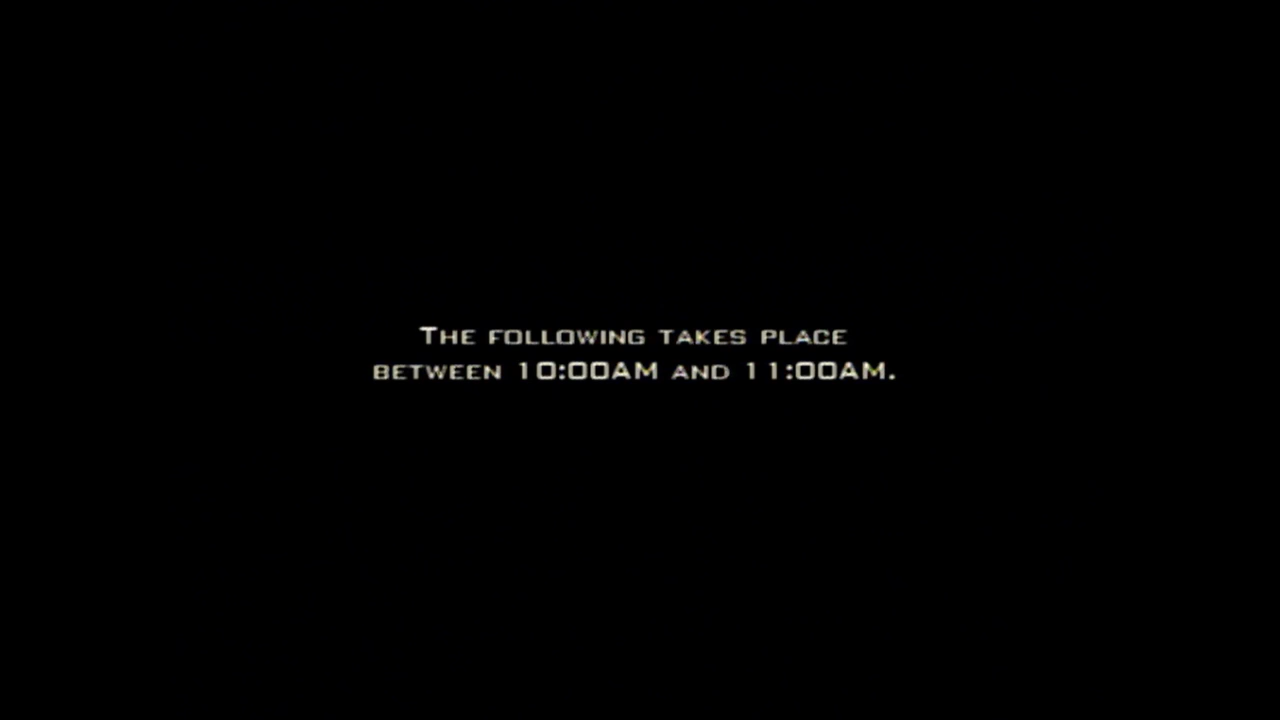 The following takes place
between 10:00AM and 11:00AM.